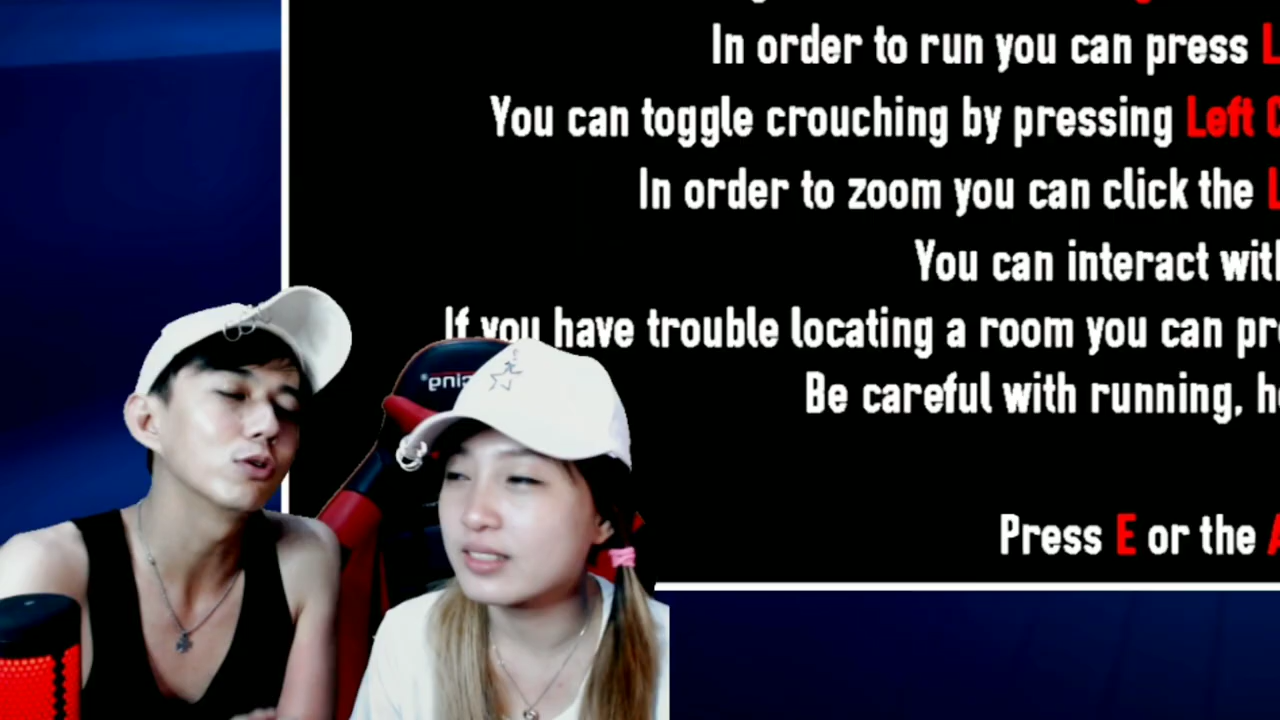 In order to run you can press L
You can toggle crouching by pressing Left C
In order to zoom you can click the L
You can interact with
If you have trouble locating a room you can pr
Be careful with running, h
Press E or the A